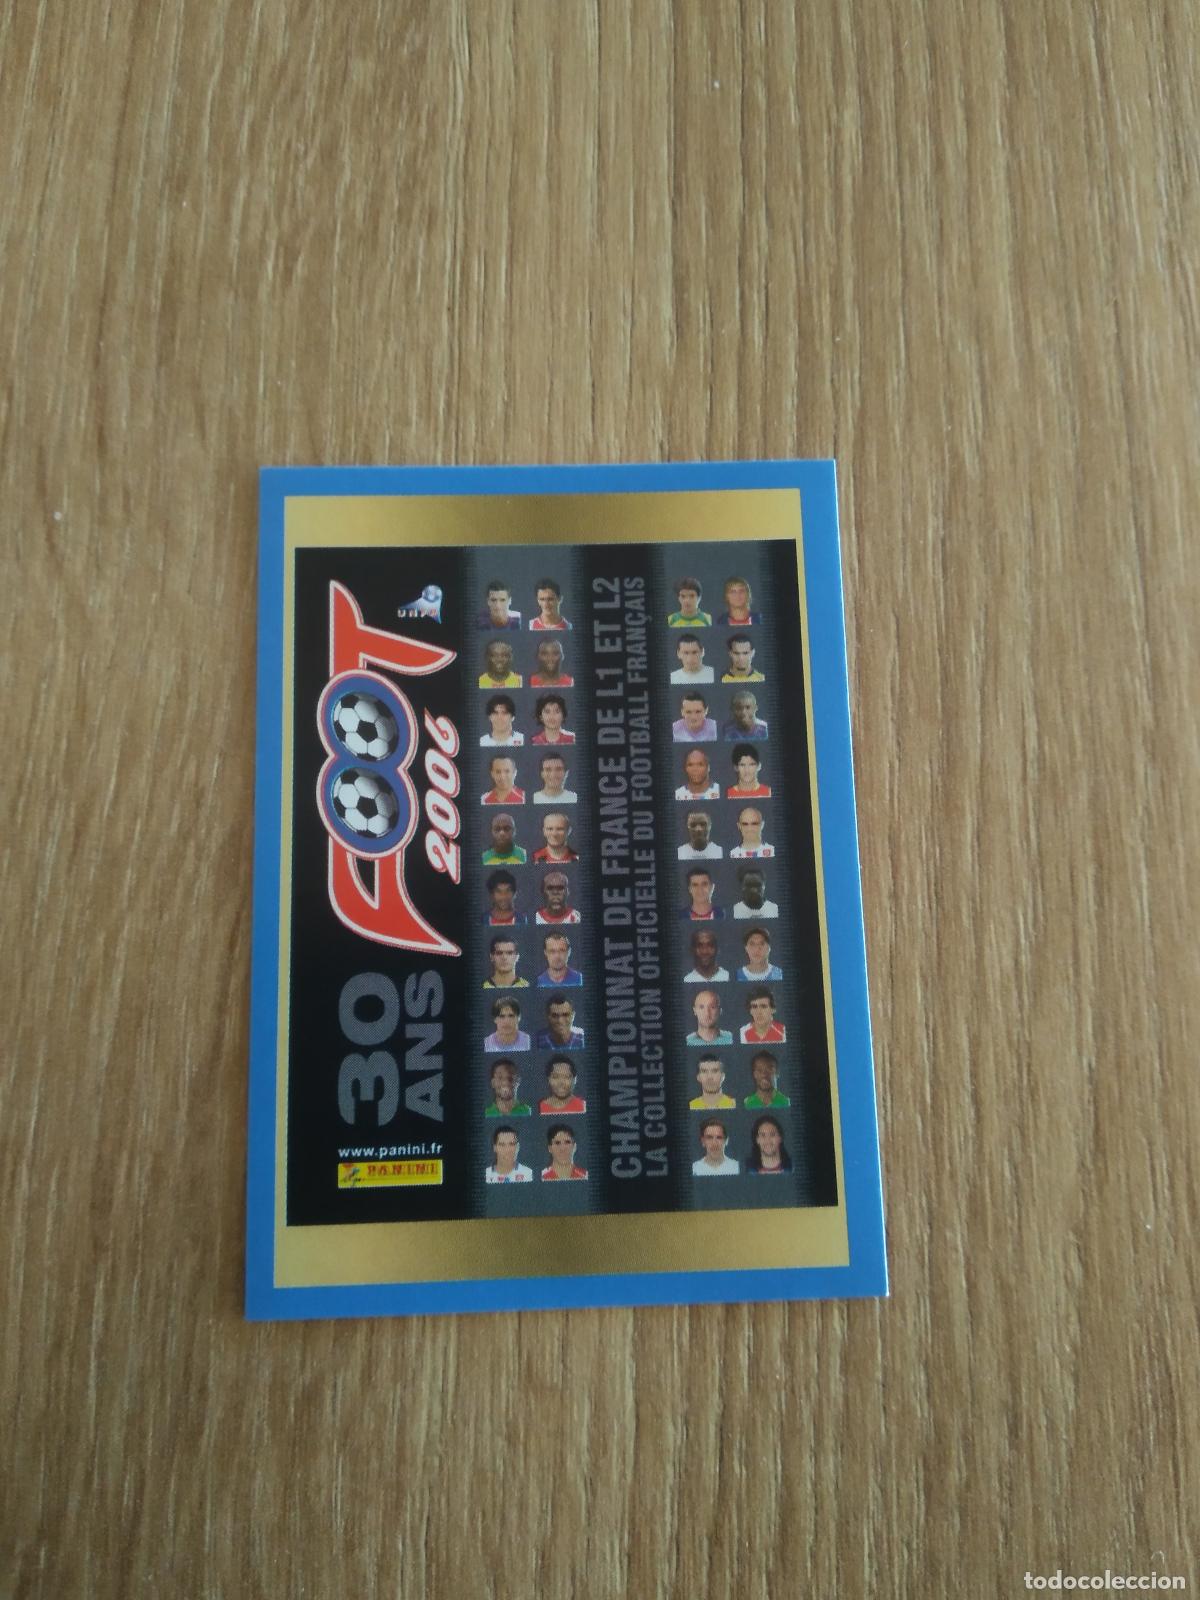 30
ANS
FOOT
2006
UNFP
www.panini.fr
PANINI
CHAMPIONNAT DE FRANCE DE L1 ET L2
LA COLLECTION OFFICIELLE DU FOOTBALL FRANÇAIS
todocoleccion